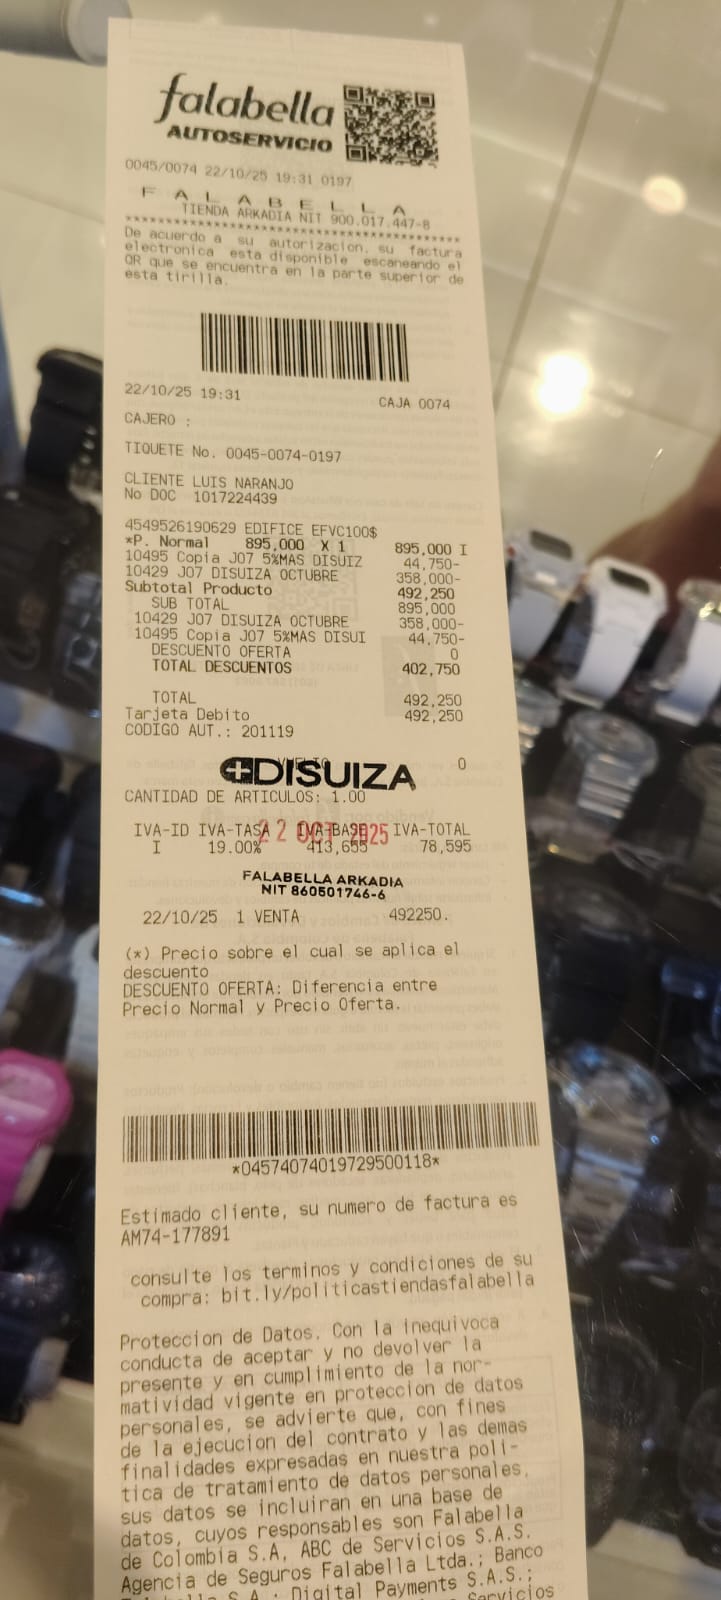 falabella
AUTOSERVICIO
0045/0074 22/10/25 19:31 0197
F A L A B E L L A
TIENDA ARKADIA NIT 900.017.447-8
****************************************
De acuerdo a su autorizacion, su factura
electronica esta disponible escaneando el
QR que se encuentra en la parte superior de
esta tirilla.
22/10/25 19:31 CAJA 0074
CAJERO :
TIQUETE No. 0045-0074-0197
CLIENTE LUIS NARANJO
No DOC 1017224439
4549526190629 EDIFICE EFVC100$
*P. Normal 895,000 X 1 895,000 I
10495 Copia J07 5%MAS DISUIZ 44,750-
10429 J07 DISUIZA OCTUBRE 358,000-
Subtotal Producto 492,250
SUB TOTAL 895,000
10429 J07 DISUIZA OCTUBRE 358,000-
10495 Copia J07 5%MAS DISUI 44,750-
DESCUENTO OFERTA 0
TOTAL DESCUENTOS 402,750
TOTAL 492,250
Tarjeta Debito 492,250
CODIGO AUT.: 201119
VUELTO 0
DISUIZA
CANTIDAD DE ARTICULOS: 1.00
IVA-ID IVA-TASA IVA-BASE IVA-TOTAL
22 OCT 2025
I 19.00% 413,655 78,595
FALABELLA ARKADIA
NIT 860501746-6
22/10/25 1 VENTA 492250.
(*) Precio sobre el cual se aplica el
descuento
DESCUENTO OFERTA: Diferencia entre
Precio Normal y Precio Oferta.
*04574074019729500118*
Estimado cliente, su numero de factura es
AM74-177891
consulte los terminos y condiciones de su
compra: bit.ly/politicastiendasfalabella
Proteccion de Datos. Con la inequivoca
conducta de aceptar y no devolver la
presente y en cumplimiento de la nor-
matividad vigente en proteccion de datos
personales, se advierte que, con fines
de la ejecucion del contrato y las demas
finalidades expresadas en nuestra poli-
tica de tratamiento de datos personales,
sus datos se incluiran en una base de
datos, cuyos responsables son Falabella
de Colombia S.A, ABC de Servicios S.A.S.
Agencia de Seguros Falabella Ltda.; Banco
Falabella S.A.; Digital Payments S.A.S.;
Servicios